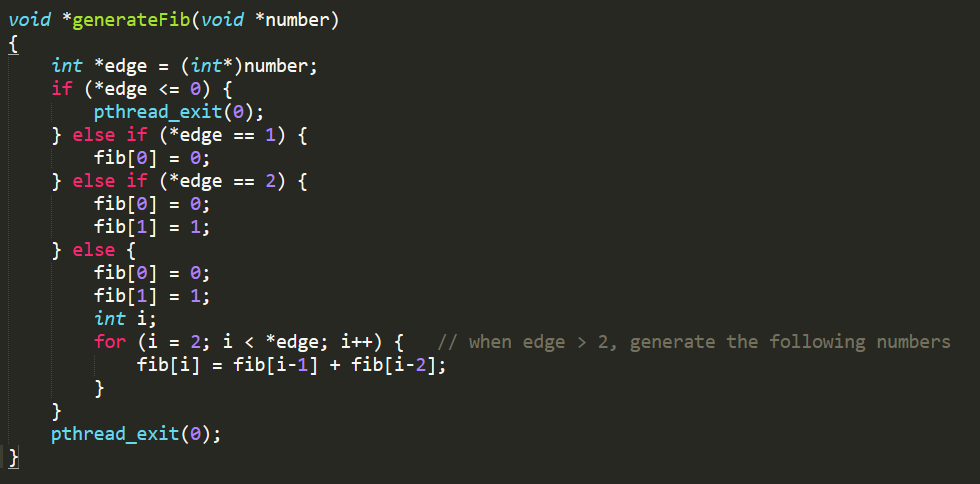 void *generateFib(void *number)
{
    int *edge = (int*)number;
    if (*edge <= 0) {
        pthread_exit(0);
    } else if (*edge == 1) {
        fib[0] = 0;
    } else if (*edge == 2) {
        fib[0] = 0;
        fib[1] = 1;
    } else {
        fib[0] = 0;
        fib[1] = 1;
        int i;
        for (i = 2; i < *edge; i++) {   // when edge > 2, generate the following numbers
            fib[i] = fib[i-1] + fib[i-2];
        }
    }
    pthread_exit(0);
}